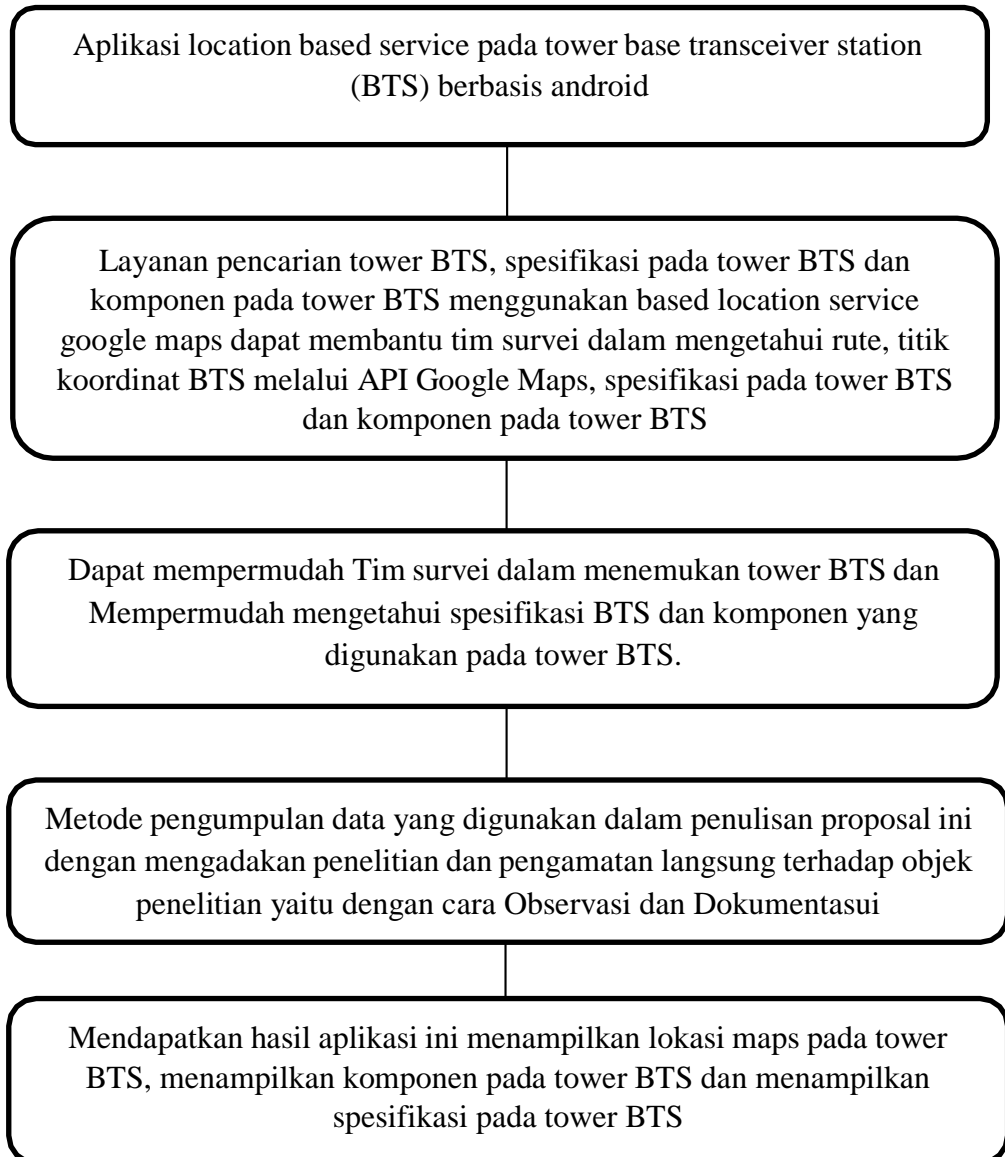 Aplikasi location based service pada tower base transceiver station
(BTS) berbasis android
Layanan pencarian tower BTS, spesifikasi pada tower BTS dan
komponen pada tower BTS menggunakan based location service
google maps dapat membantu tim survei dalam mengetahui rute, titik
koordinat BTS melalui API Google Maps, spesifikasi pada tower BTS
dan komponen pada tower BTS
Dapat mempermudah Tim survei dalam menemukan tower BTS dan
Mempermudah mengetahui spesifikasi BTS dan komponen yang
digunakan pada tower BTS.
Metode pengumpulan data yang digunakan dalam penulisan proposal ini
dengan mengadakan penelitian dan pengamatan langsung terhadap objek
penelitian yaitu dengan cara Observasi dan Dokumentasui
Mendapatkan hasil aplikasi ini menampilkan lokasi maps pada tower
BTS, menampilkan komponen pada tower BTS dan menampilkan
spesifikasi pada tower BTS